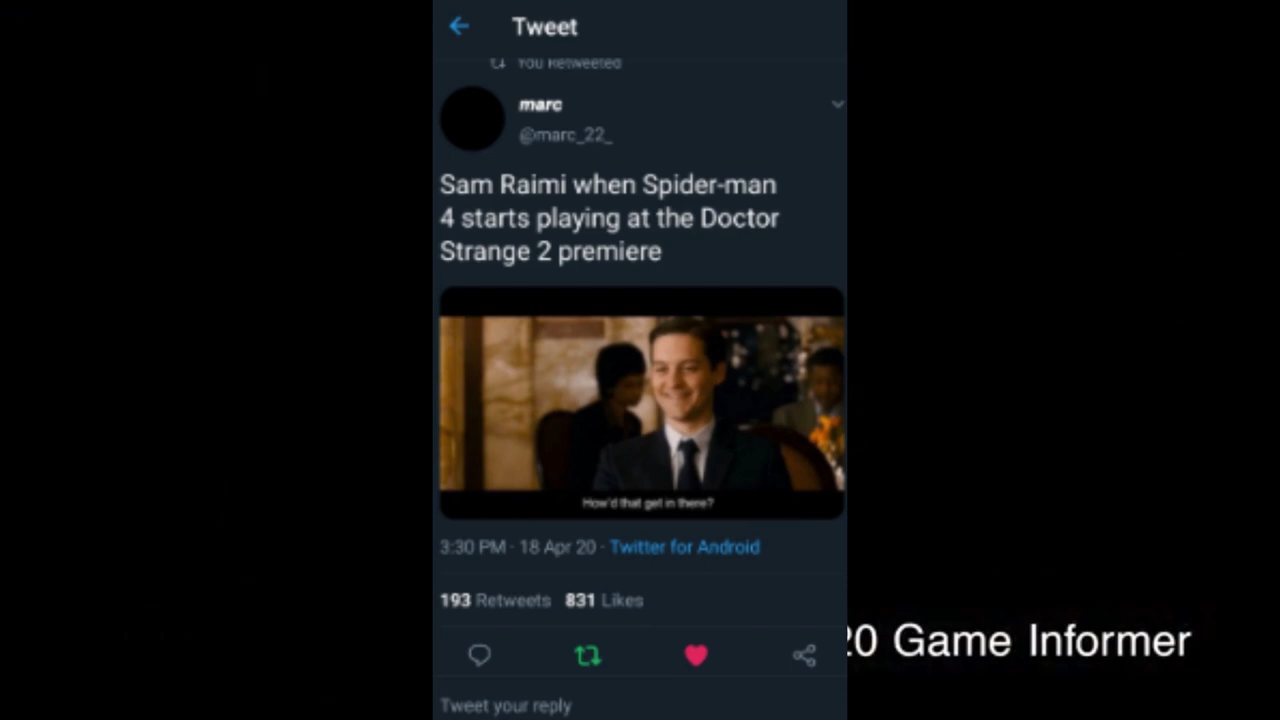 Tweet
You Retweeted
marc
@marc_22_
Sam Raimi when Spider-man
4 starts playing at the Doctor
Strange 2 premiere
How'd that get in there?
3:30 PM · 18 Apr 20 · Twitter for Android
193 Retweets 831 Likes
20 Game Informer
Tweet your reply